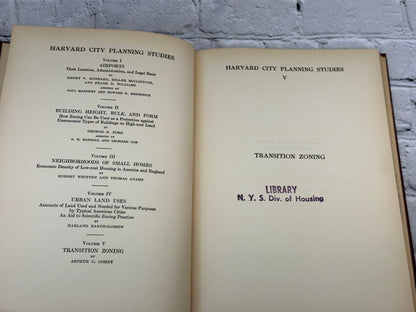 HARVARD CITY PLANNING STUDIES
VOLUME I
AIRPORTS
Their Location, Administration, and Legal Basis
BY
HENRY V. HUBBARD, MILLER MCCLINTOCK,
AND FRANK B. WILLIAMS
ASSISTED BY
PAUL MAHONEY AND HOWARD K. MENHINICK
VOLUME II
BUILDING HEIGHT, BULK, AND FORM
How Zoning Can be Used as a Protection against
Uneconomic Types of Buildings on High-cost Land
BY
GEORGE B. FORD
ASSISTED BY
A. B. RANDALL AND LEONARD COX
VOLUME III
NEIGHBORHOODS OF SMALL HOMES
Economic Density of Low-cost Housing in America and England
BY
ROBERT WHITTEN AND THOMAS ADAMS
VOLUME IV
URBAN LAND USES
Amounts of Land Used and Needed for Various Purposes
by Typical American Cities
An Aid to Scientific Zoning Practice
BY
HARLAND BARTHOLOMEW
VOLUME V
TRANSITION ZONING
BY
ARTHUR C. COMEY
HARVARD CITY PLANNING STUDIES
V
TRANSITION ZONING
LIBRARY
N. Y. S. Div. of Housing